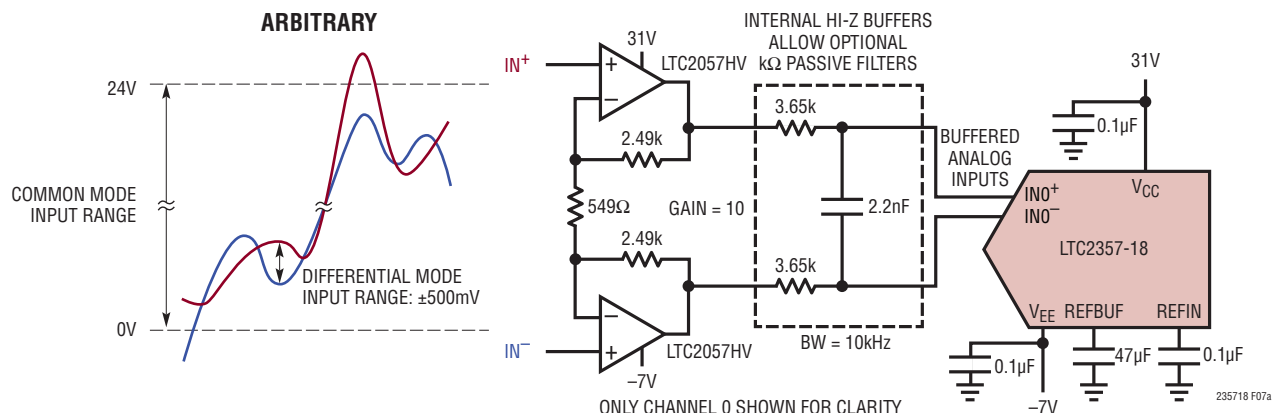 ARBITRARY
24V
COMMON MODE
INPUT RANGE
0V
DIFFERENTIAL MODE
INPUT RANGE: ±500mV
IN+
31V
+
–
LTC2057HV
2.49k
549Ω
GAIN = 10
2.49k
–
+
LTC2057HV
IN–
–7V
INTERNAL HI-Z BUFFERS
ALLOW OPTIONAL
kΩ PASSIVE FILTERS
3.65k
2.2nF
3.65k
BW = 10kHz
BUFFERED
ANALOG
INPUTS
31V
0.1µF
VCC
IN0+
IN0–
LTC2357-18
VEE REFBUF REFIN
0.1µF
47µF
0.1µF
–7V
235718 F07a
ONLY CHANNEL 0 SHOWN FOR CLARITY